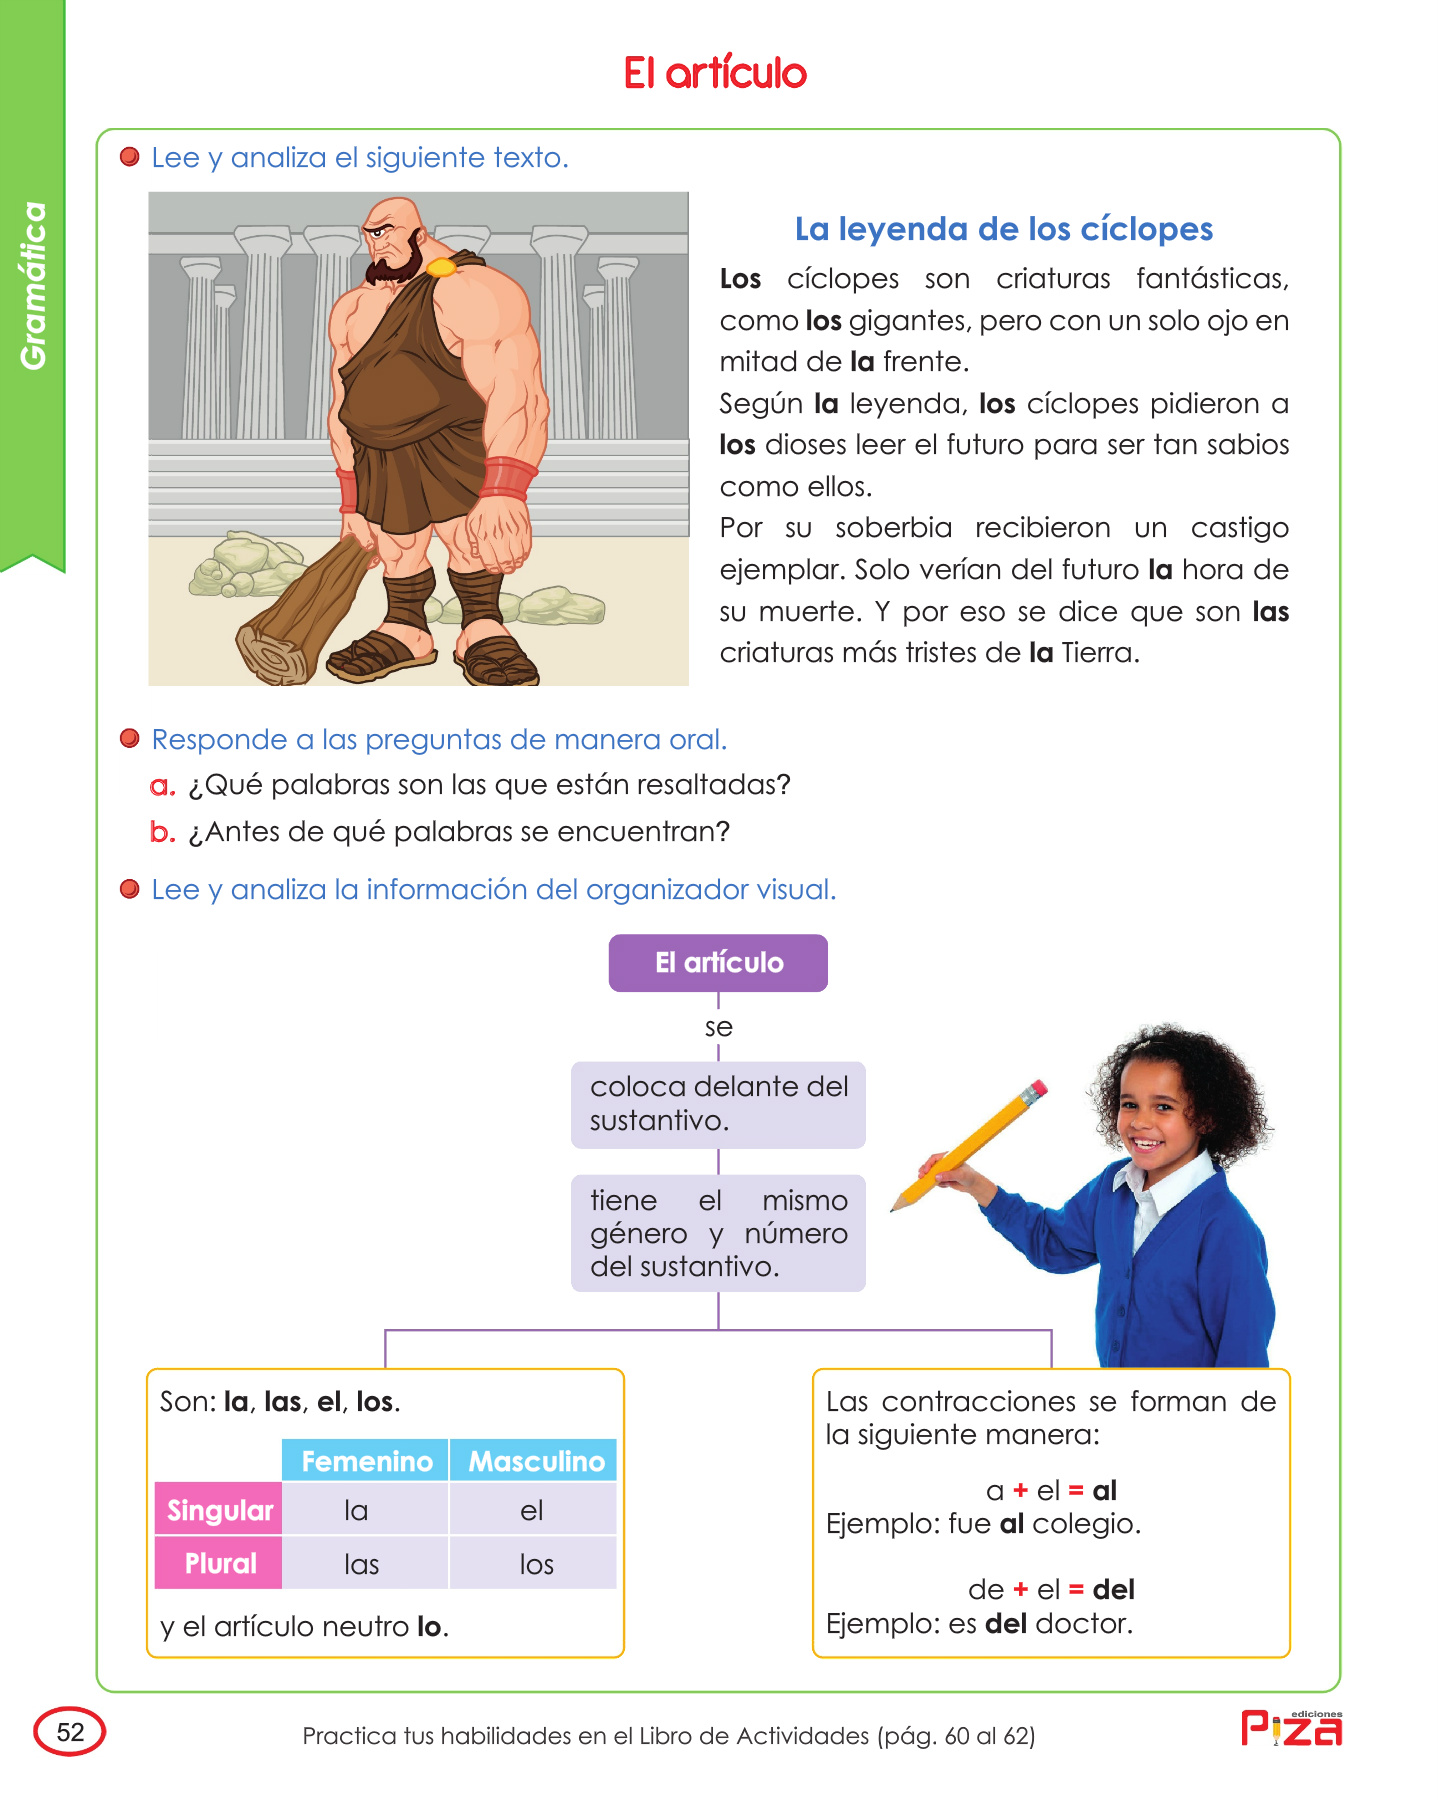 El artículo
Gramática
Lee y analiza el siguiente texto.
La leyenda de los cíclopes
Los cíclopes son criaturas fantásticas,
como los gigantes, pero con un solo ojo en
mitad de la frente.
Según la leyenda, los cíclopes pidieron a
los dioses leer el futuro para ser tan sabios
como ellos.
Por su soberbia recibieron un castigo
ejemplar. Solo verían del futuro la hora de
su muerte. Y por eso se dice que son las
criaturas más tristes de la Tierra.
Responde a las preguntas de manera oral.
a. ¿Qué palabras son las que están resaltadas?
b. ¿Antes de qué palabras se encuentran?
Lee y analiza la información del organizador visual.
El artículo
se
coloca delante del
sustantivo.
tiene el mismo
género y número
del sustantivo.
Son: la, las, el, los.
Femenino Masculino
Singular la el
Plural las los
y el artículo neutro lo.
Las contracciones se forman de
la siguiente manera:
a + el = al
Ejemplo: fue al colegio.
de + el = del
Ejemplo: es del doctor.
52
Practica tus habilidades en el Libro de Actividades (pág. 60 al 62)
ediciones
Piza